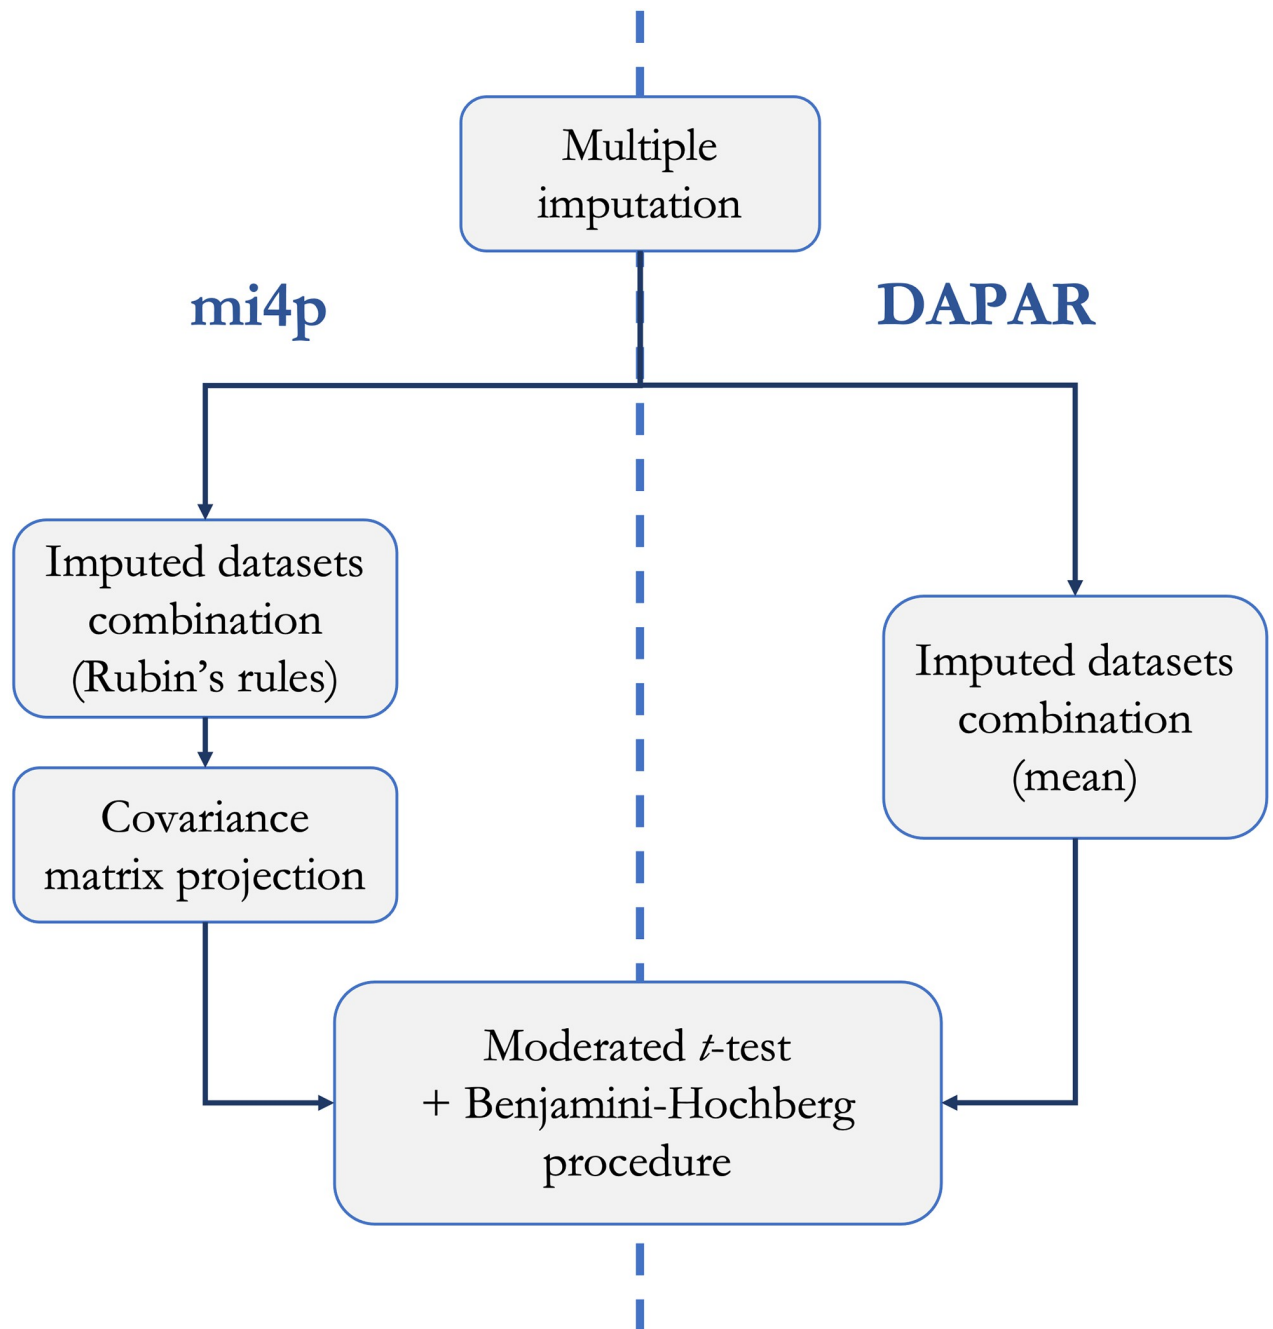 Multiple
imputation
mi4p
DAPAR
Imputed datasets
combination
(Rubin’s rules)
Covariance
matrix projection
Imputed datasets
combination
(mean)
Moderated t-test
+ Benjamini-Hochberg
procedure